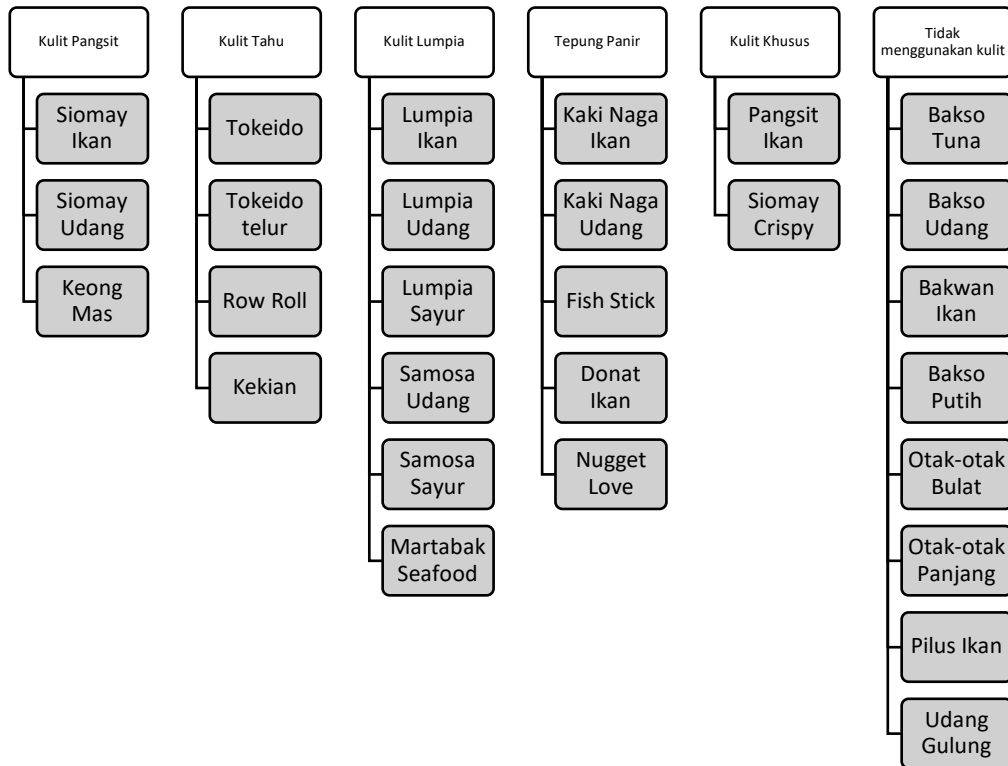 Kulit Pangsit
Siomay
Ikan
Siomay
Udang
Keong
Mas
Kulit Tahu
Tokeido
Tokeido
telur
Row Roll
Kekian
Kulit Lumpia
Lumpia
Ikan
Lumpia
Udang
Lumpia
Sayur
Samosa
Udang
Samosa
Sayur
Martabak
Seafood
Tepung Panir
Kaki Naga
Ikan
Kaki Naga
Udang
Fish Stick
Donat
Ikan
Nugget
Love
Kulit Khusus
Pangsit
Ikan
Siomay
Crispy
Tidak
menggunakan kulit
Bakso
Tuna
Bakso
Udang
Bakwan
Ikan
Bakso
Putih
Otak-otak
Bulat
Otak-otak
Panjang
Pilus Ikan
Udang
Gulung